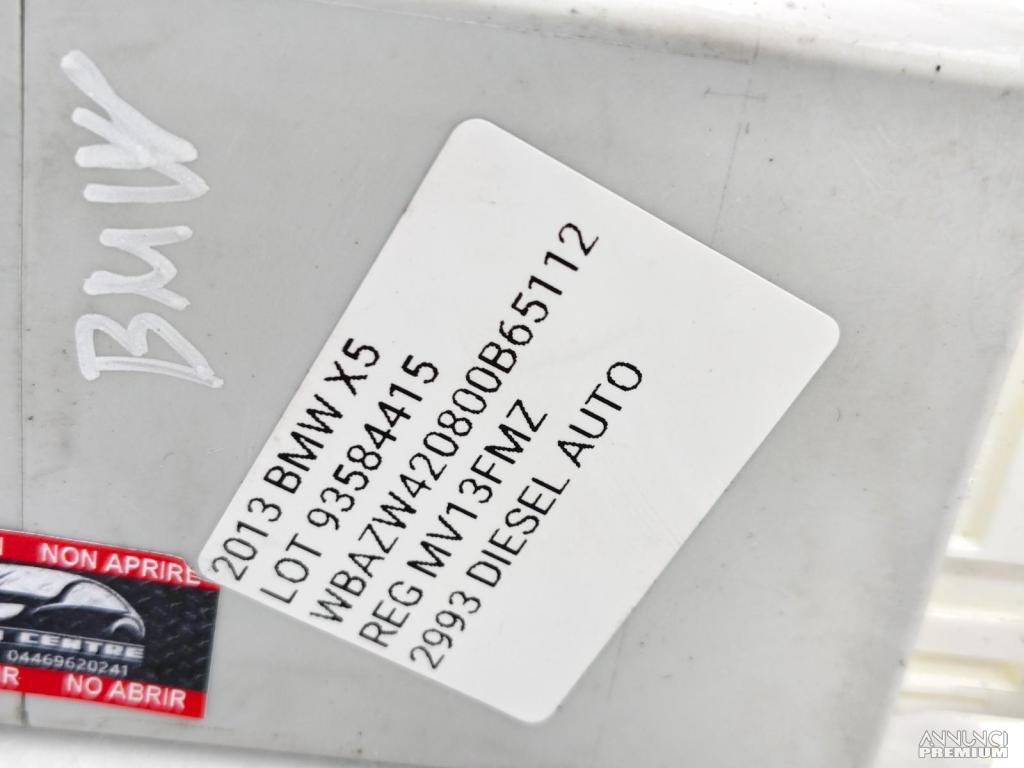 BMW
2013 BMW X5
LOT 93584415
WBAZW420800B65112
REG MV13FMZ
2993 DIESEL AUTO
NON APRIRE
CENTRE
04469620241
NO ABRIR
ANNUNCI
PREMIUM